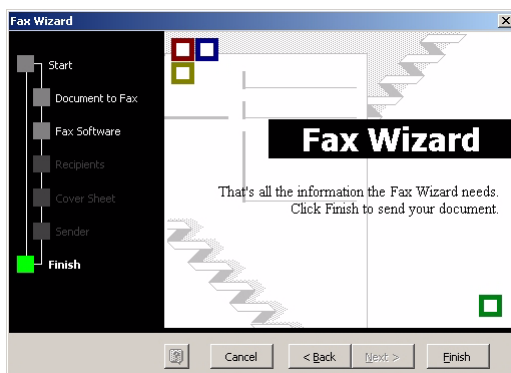 Fax Wizard
Start
Document to Fax
Fax Software
Recipients
Cover Sheet
Sender
Finish
Fax Wizard
That's all the information the Fax Wizard needs.
Click Finish to send your document.
Cancel
< Back
Next >
Finish